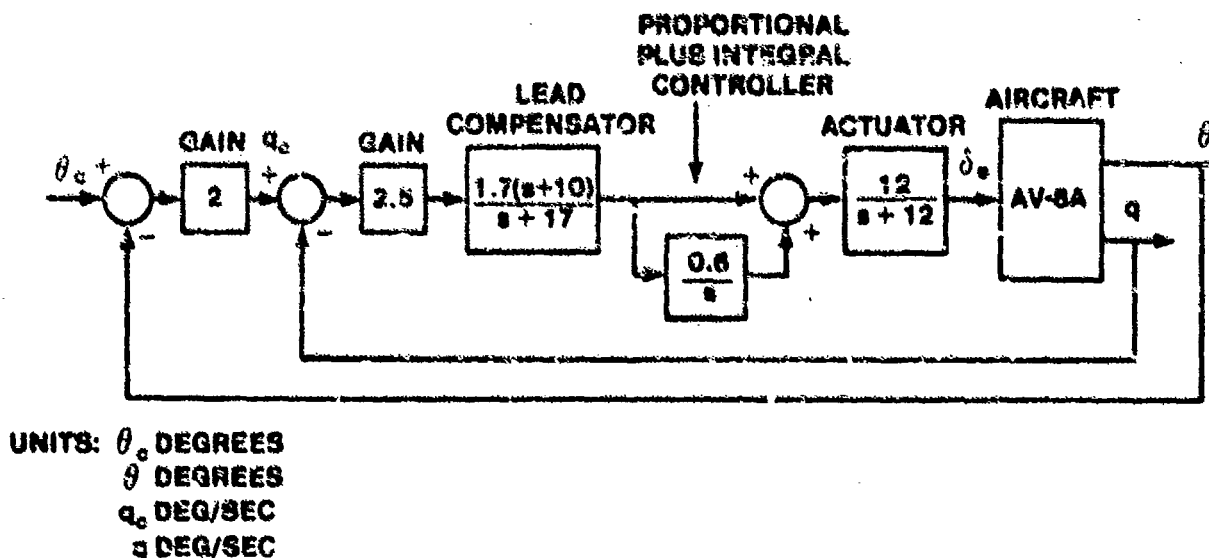 PROPORTIONAL
PLUS INTEGRAL
CONTROLLER
LEAD
COMPENSATOR
ACTUATOR
AIRCRAFT
GAIN
GAIN
θc +
2
qc
+
−
−
2.5
1.7(s+10)
s + 17
+
+
0.6
s
12
s + 12
δe
AV-8A
θ
q
UNITS: θc DEGREES
θ DEGREES
qc DEG/SEC
q DEG/SEC